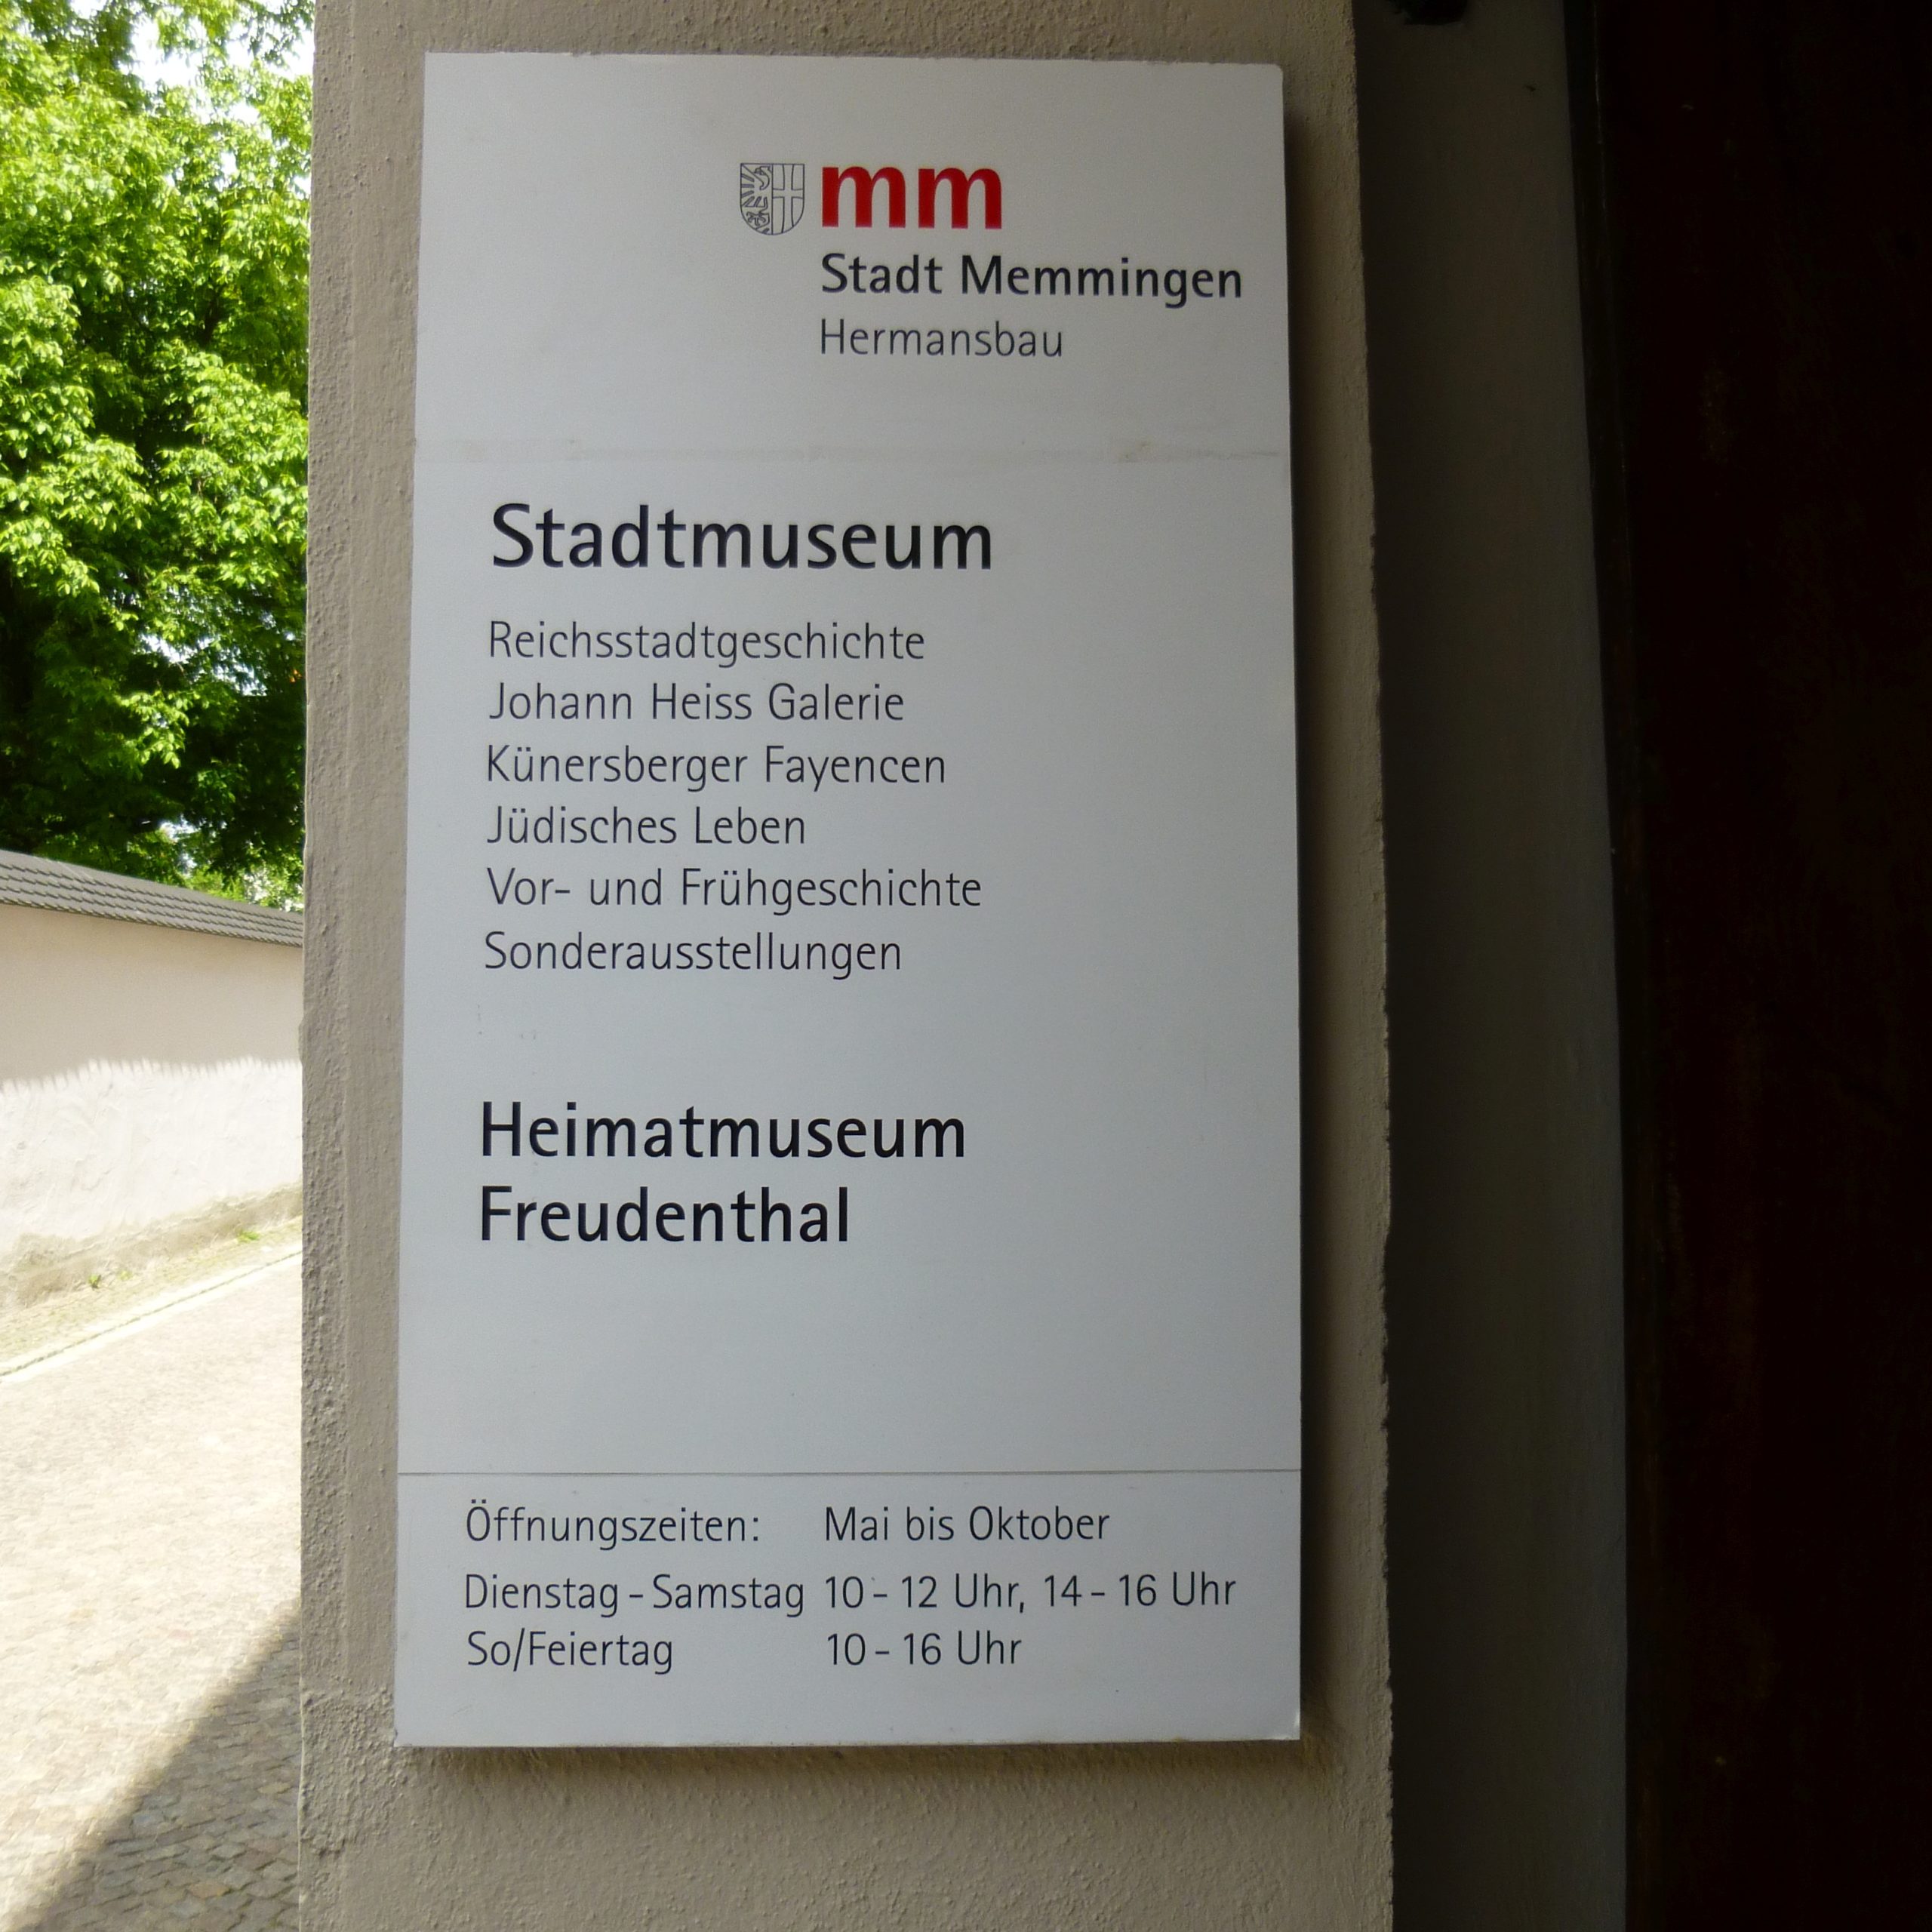 mm
Stadt Memmingen
Hermansbau
Stadtmuseum
Reichsstadtgeschichte
Johann Heiss Galerie
Künersberger Fayencen
Jüdisches Leben
Vor- und Frühgeschichte
Sonderausstellungen
Heimatmuseum
Freudenthal
Öffnungszeiten: Mai bis Oktober
Dienstag - Samstag 10 - 12 Uhr, 14 - 16 Uhr
So/Feiertag 10 - 16 Uhr